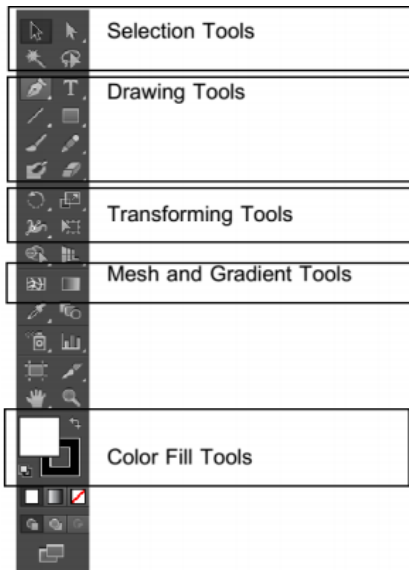 Selection Tools
Drawing Tools
T
Transforming Tools
Mesh and Gradient Tools
Color Fill Tools